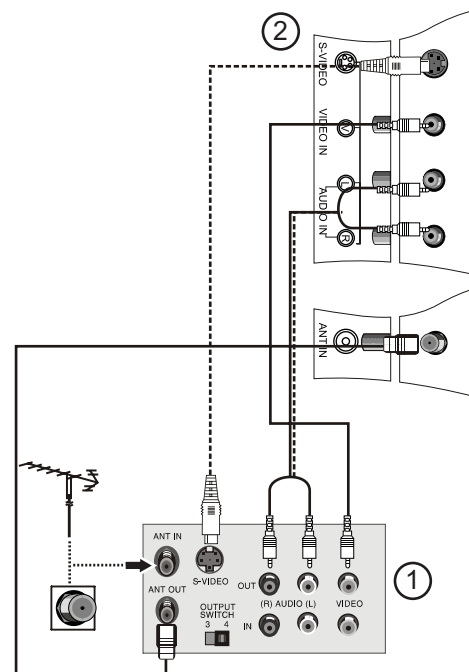 2
S-VIDEO
VIDEO IN
V
AUDIO IN
L
R
ANT IN
ANT IN
S-VIDEO
ANT OUT
OUT
(R) AUDIO (L) VIDEO
OUTPUT
SWITCH
3 4
IN
1